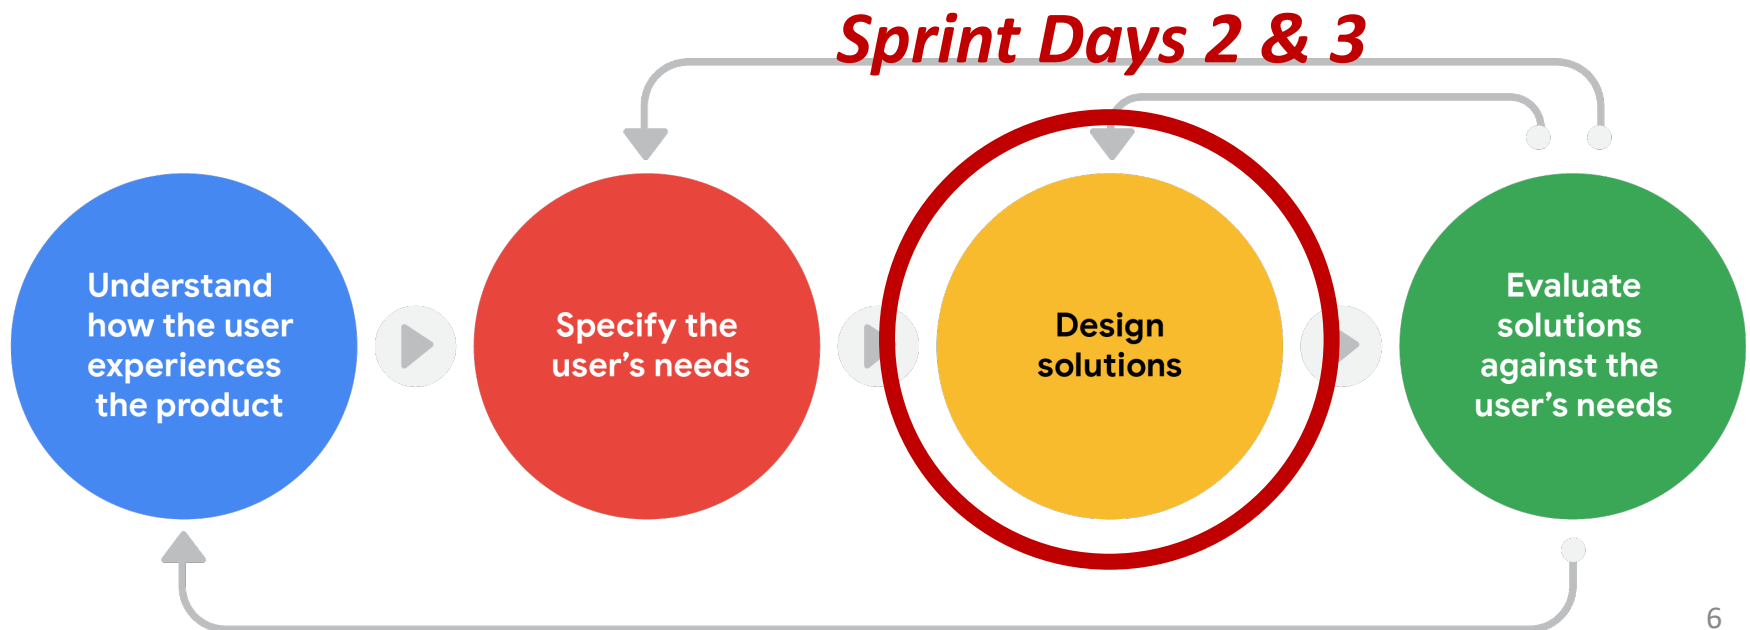 Sprint Days 2 & 3
Understand
how the user
experiences
the product
Specify the
user's needs
Design
solutions
Evaluate
solutions
against the
user's needs
6